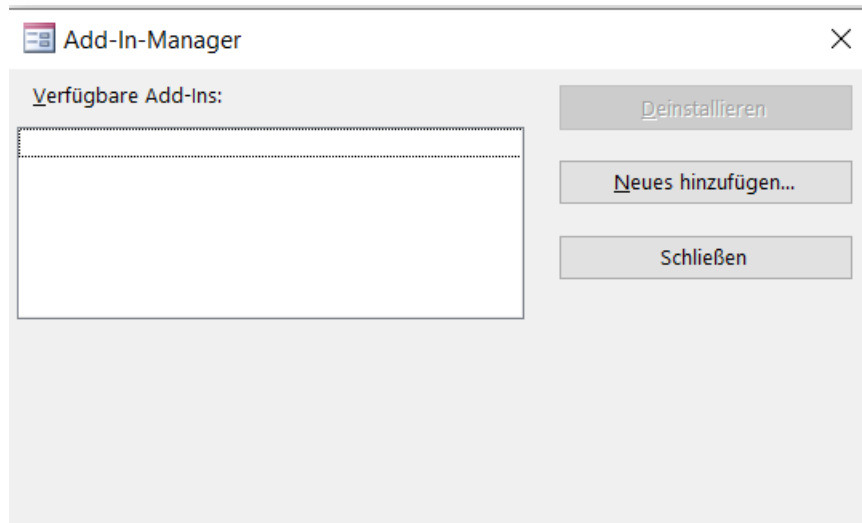 Add-In-Manager
Verfügbare Add-Ins:
Deinstallieren
Neues hinzufügen...
Schließen